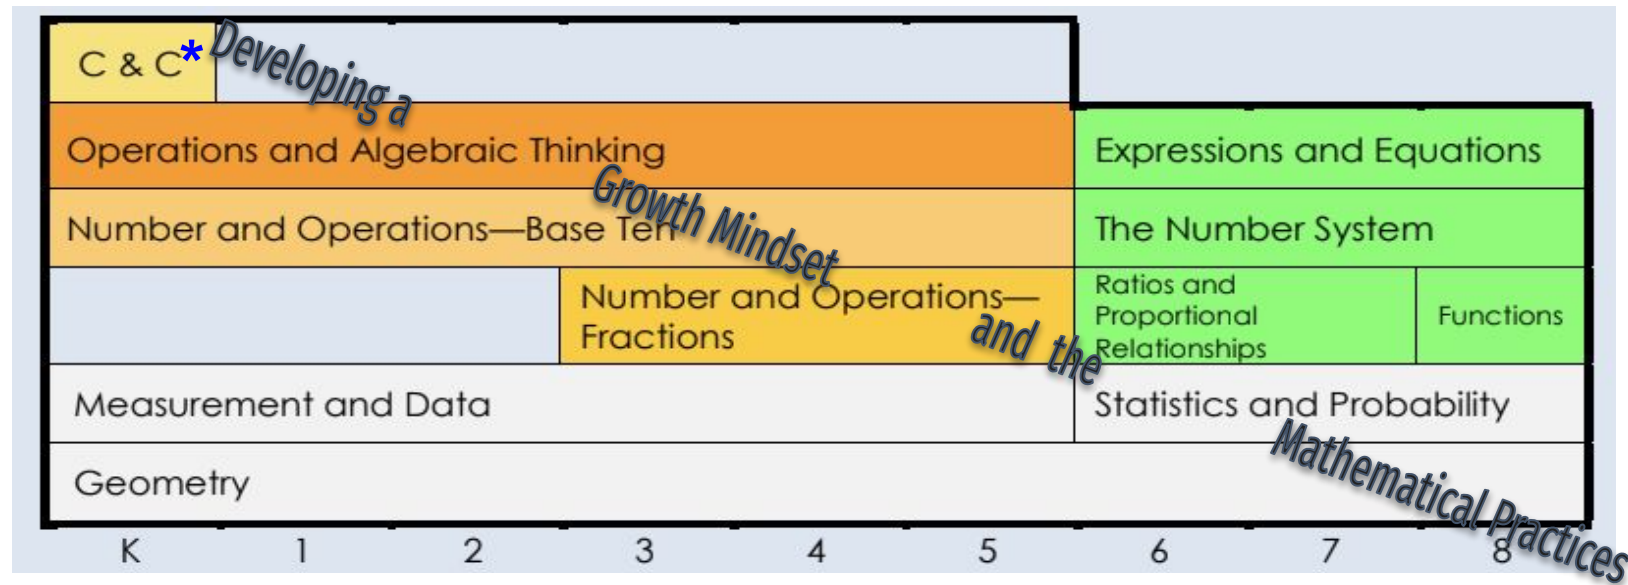 C & C*
Developing a
Operations and Algebraic Thinking
Expressions and Equations
Growth Mindset
Number and Operations—Base Ten
The Number System
Number and Operations—
Fractions
Ratios and
Proportional
Relationships
Functions
and the
Measurement and Data
Statistics and Probability
Mathematical Practices
Geometry
K 1 2 3 4 5 6 7 8